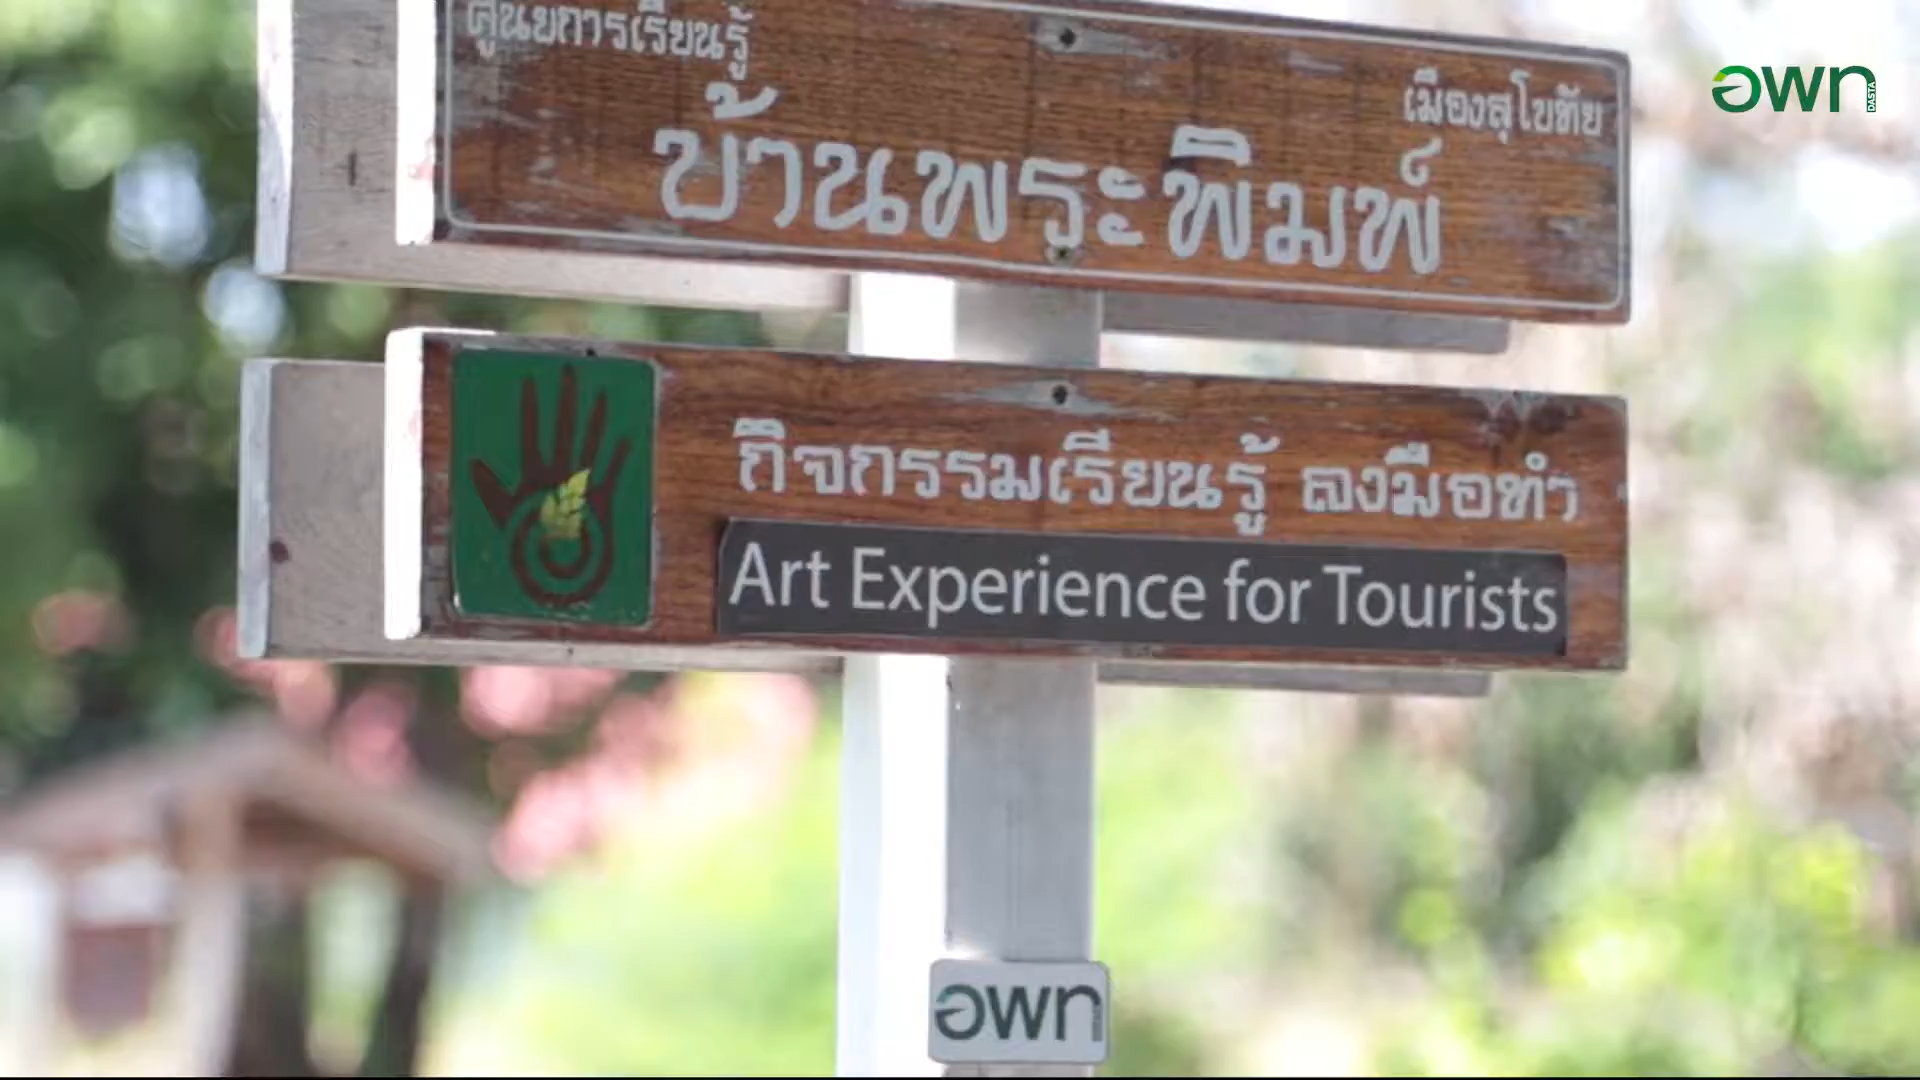 ศูนย์การเรียนรู้
เมืองสุโขทัย
บ้านพระพิมพ์
กิจกรรมเรียนรู้ ลงมือทำ
Art Experience for Tourists
อพท
อพท
DASTA